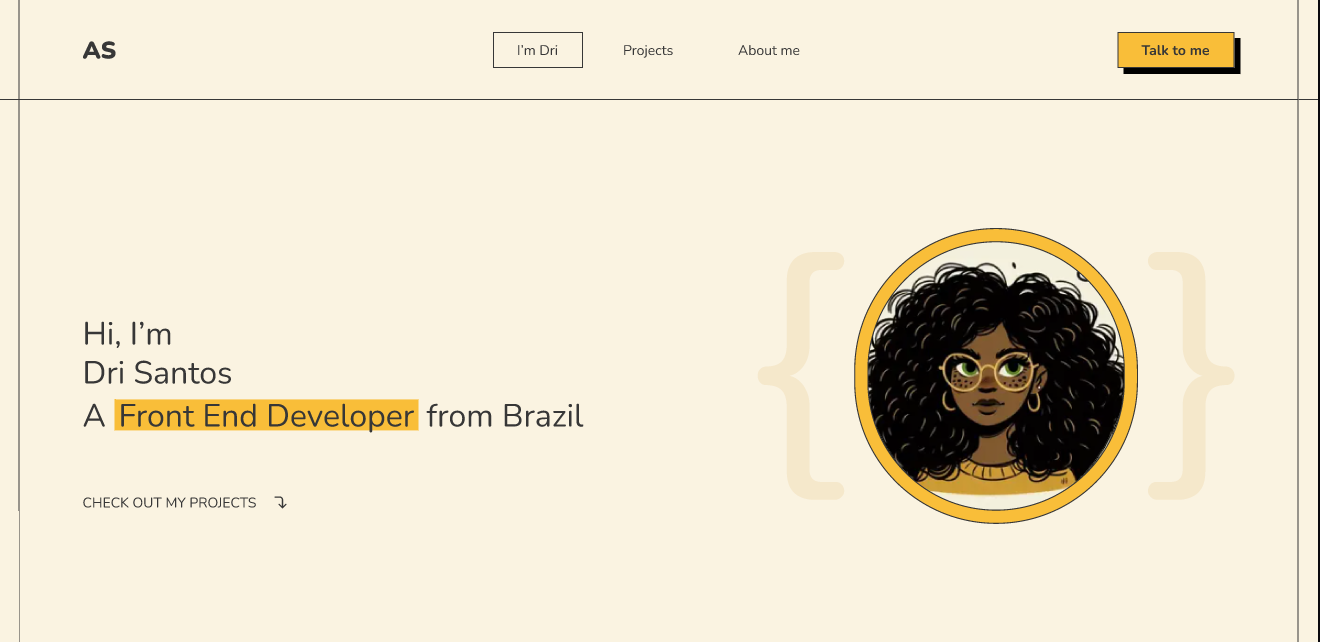 AS
I'm Dri
Projects
About me
Talk to me
Hi, I'm
Dri Santos
A Front End Developer from Brazil
CHECK OUT MY PROJECTS
{ }